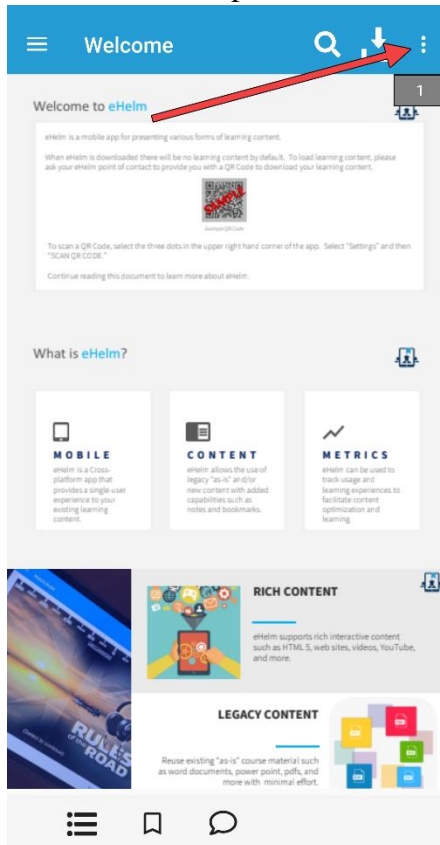 Welcome
1
Welcome to eHelm
eHelm is a mobile app for presenting various forms of learning content.
When eHelm is downloaded there will be no learning content by default. To load learning content, please
ask your eHelm point of contact to provide you with a QR Code to download your learning content.
SAMPLE
Example QR Code
To scan a QR Code, select the three dots in the upper right hand corner of the app. Select "Settings" and then
"SCAN QR CODE."
Continue reading this document to learn more about eHelm.
What is eHelm?
MOBILE
eHelm is a Cross-
platform app that
provides a single-user
experience to your
existing learning
content.
CONTENT
eHelm allows the use of
legacy "as-is" and/or
new content with added
capabilities such as
notes and bookmarks.
METRICS
eHelm can be used to
track usage and
learning experiences to
facilitate content
optimization and
learning.
RULES
of the
ROAD
RICH CONTENT
eHelm supports rich interactive content
such as HTML 5, web sites, videos, YouTube,
and more.
LEGACY CONTENT
Reuse existing "as-is" course material such
as word documents, power point, pdfs, and
more with minimal effort.